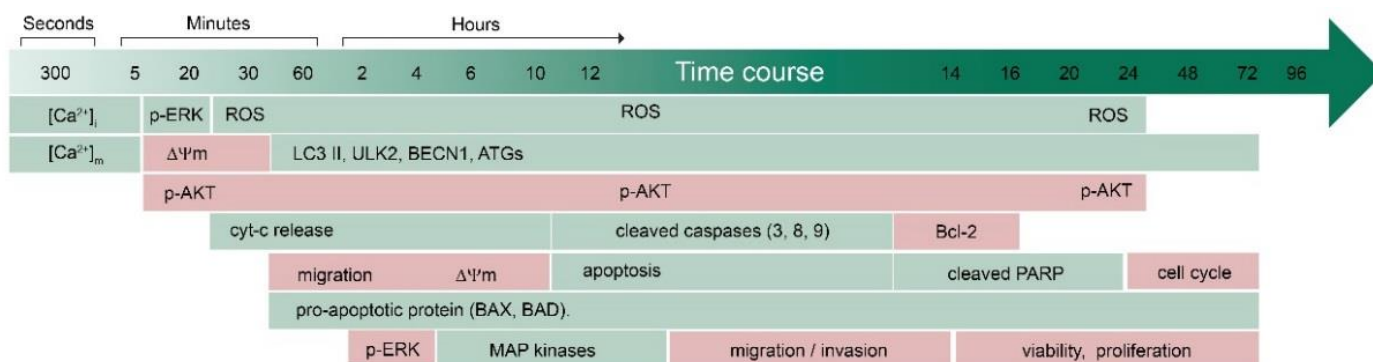 Seconds Minutes Hours
300 5 20 30 60 2 4 6 10 12 Time course 14 16 20 24 48 72 96
[Ca²⁺]i p-ERK ROS ROS ROS
[Ca²⁺]m ΔΨm LC3 II, ULK2, BECN1, ATGs
p-AKT p-AKT p-AKT
cyt-c release cleaved caspases (3, 8, 9) Bcl-2
migration ΔΨm apoptosis cleaved PARP cell cycle
pro-apoptotic protein (BAX, BAD).
p-ERK MAP kinases migration / invasion viability, proliferation